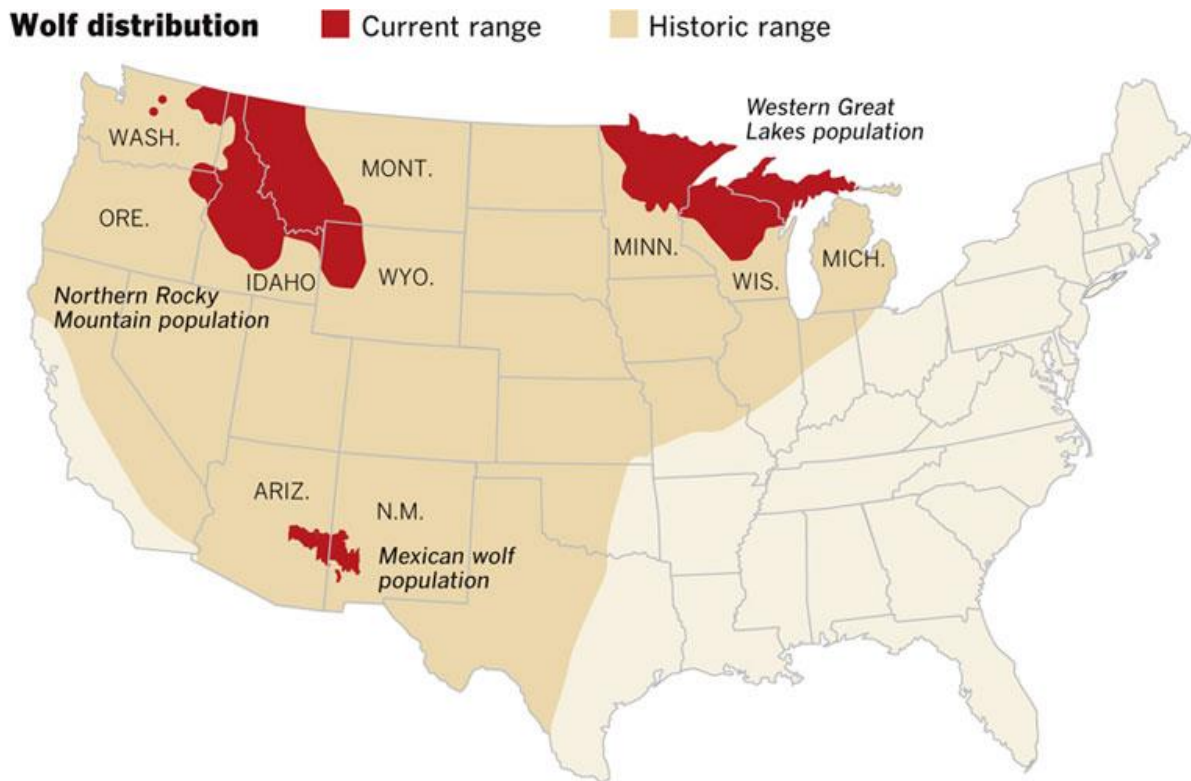 Wolf distribution Current range Historic range
Western Great
Lakes population
WASH.
MONT.
ORE.
MINN.
MICH.
IDAHO
WYO.
WIS.
Northern Rocky
Mountain population
ARIZ.
N.M.
Mexican wolf
population